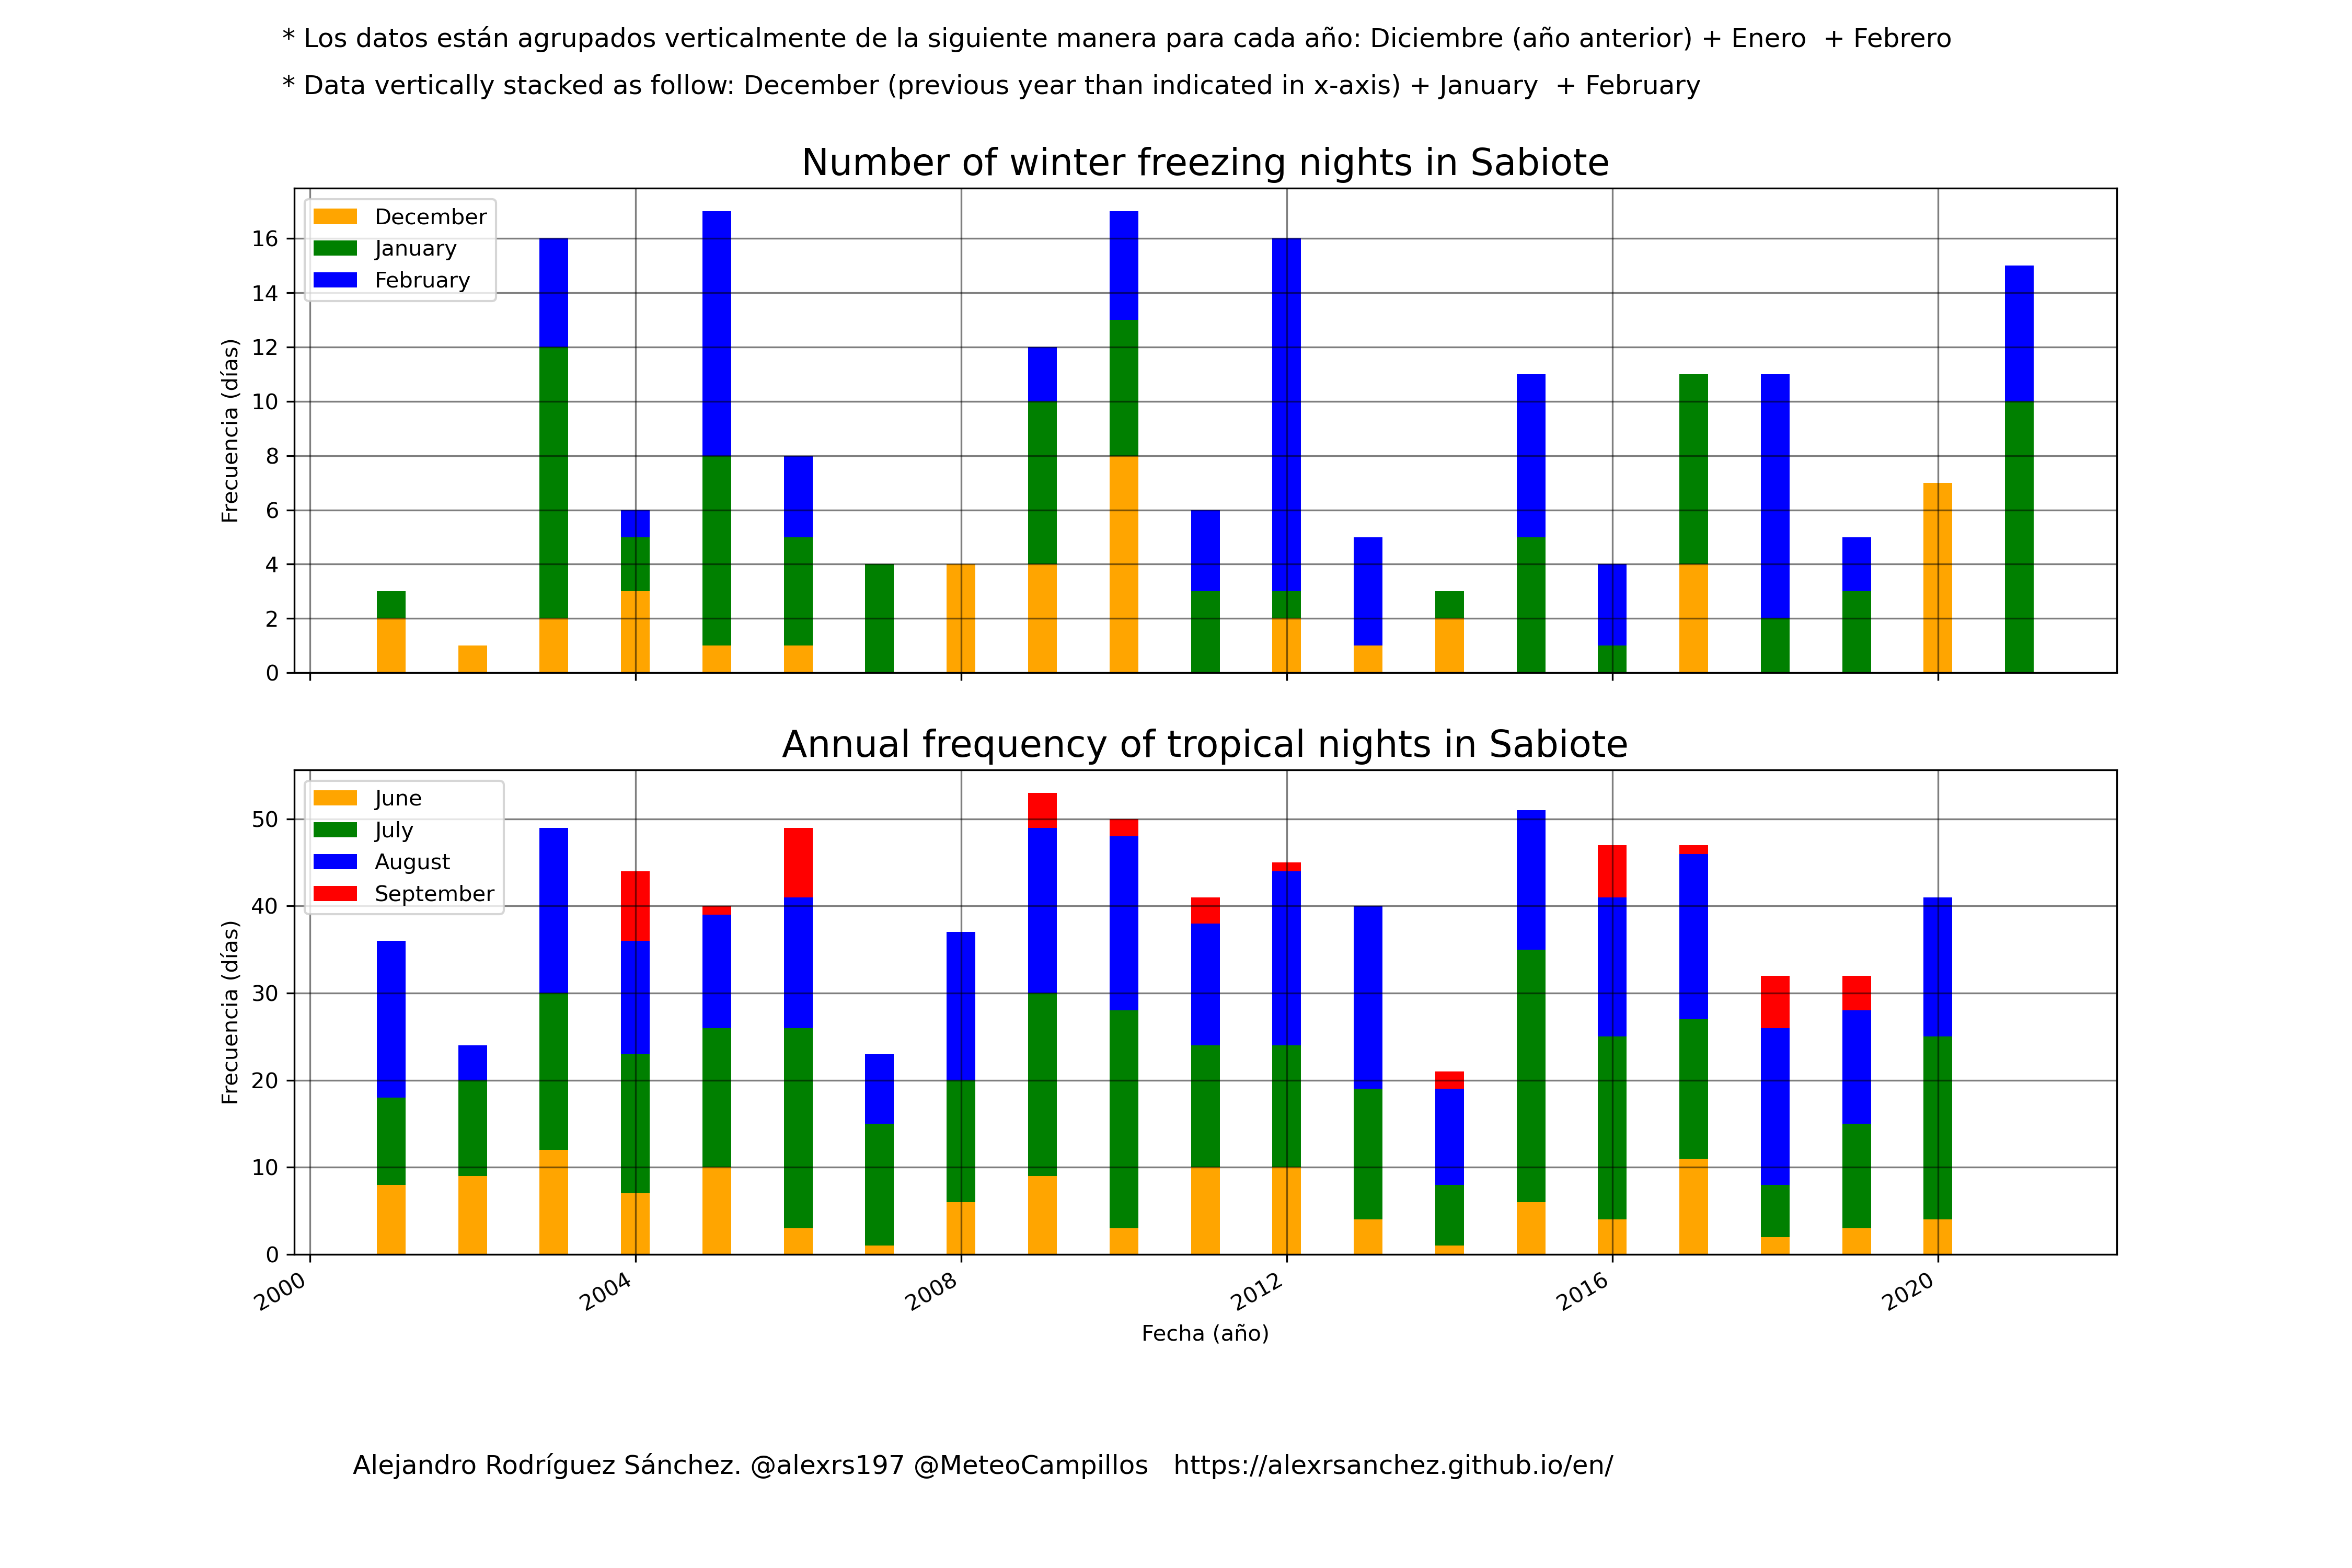 * Los datos están agrupados verticalmente de la siguiente manera para cada año: Diciembre (año anterior) + Enero  + Febrero
* Data vertically stacked as follow: December (previous year than indicated in x-axis) + January  + February
Number of winter freezing nights in Sabiote
December
January
February
Frecuencia (días)
16
14
12
10
8
6
4
2
0
Annual frequency of tropical nights in Sabiote
June
July
August
September
Frecuencia (días)
50
40
30
20
10
0
2000 2004 2008 2012 2016 2020
Fecha (año)
Alejandro Rodríguez Sánchez. @alexrs197 @MeteoCampillos   https://alexrsanchez.github.io/en/